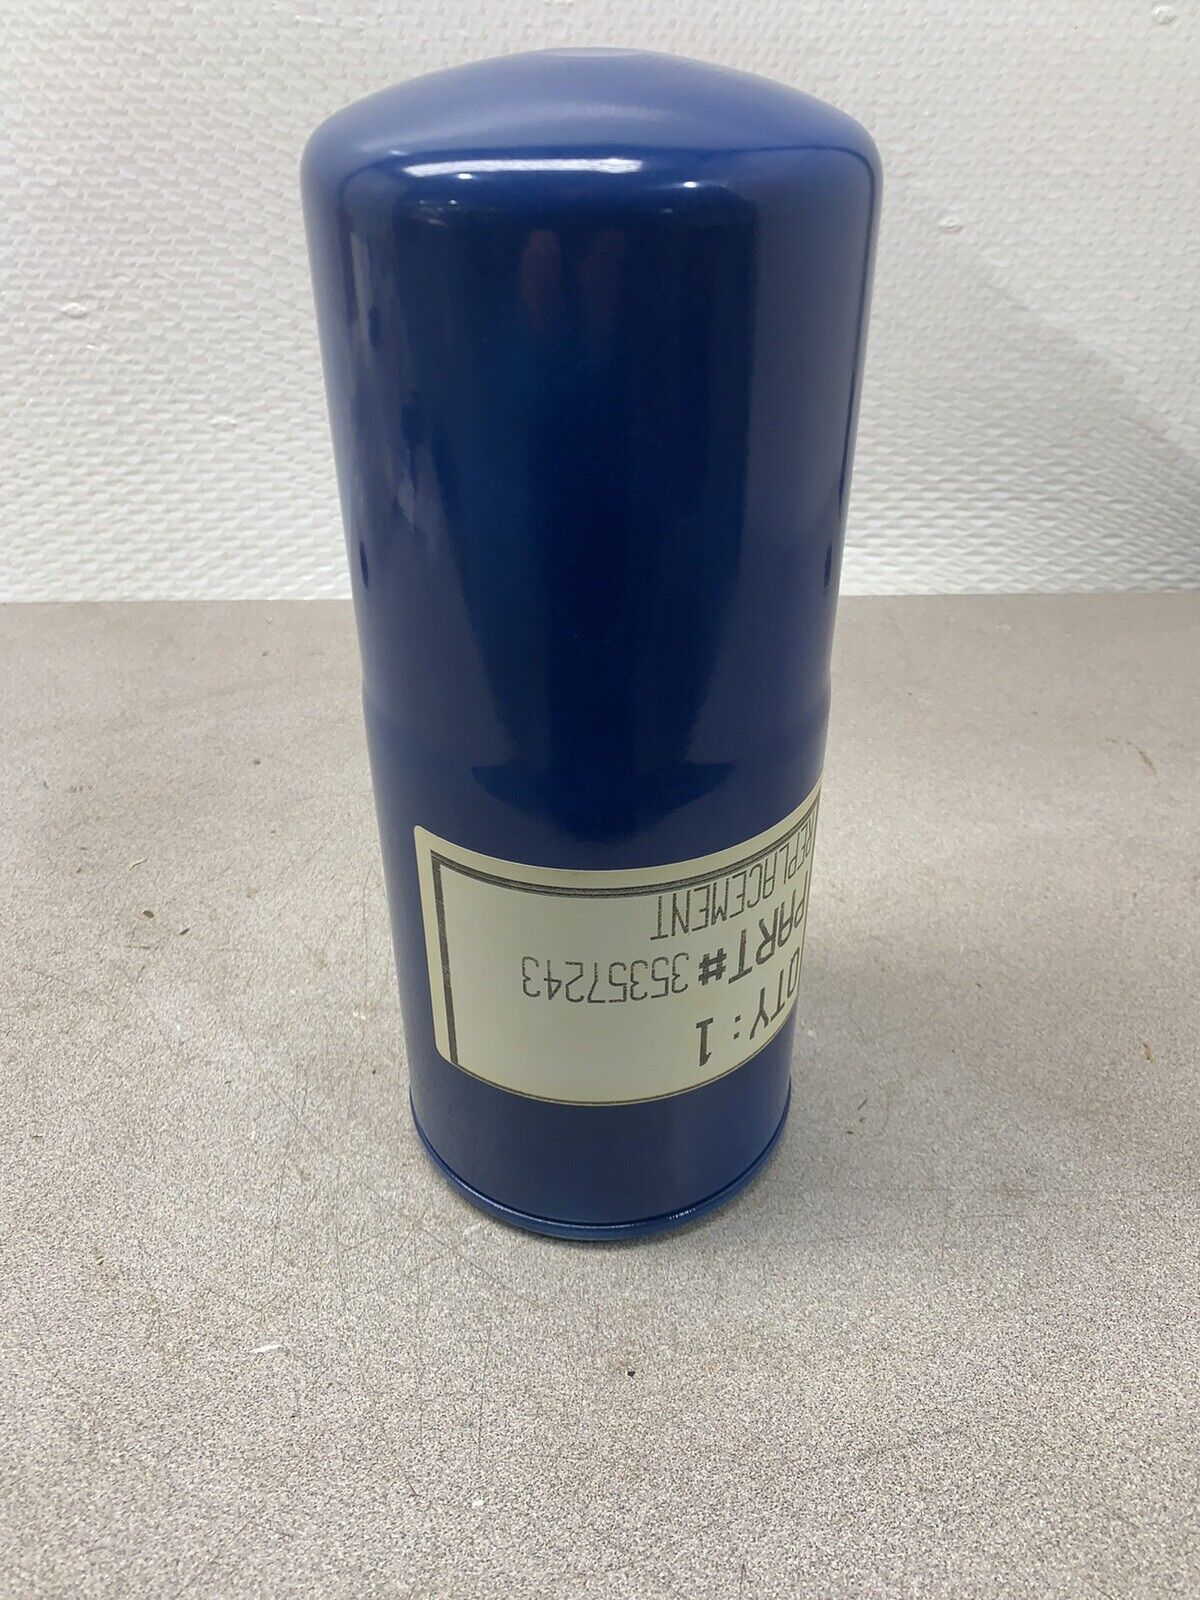 QTY: 1
PART# 35357243
REPLACEMENT